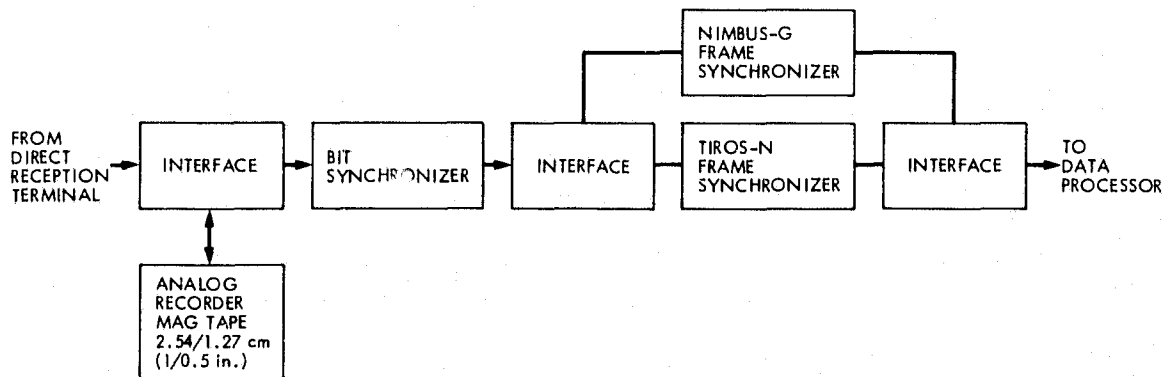 NIMBUS-G
FRAME
SYNCHRONIZER
FROM
DIRECT
RECEPTION
TERMINAL
INTERFACE
BIT
SYNCHRONIZER
INTERFACE
TIROS-N
FRAME
SYNCHRONIZER
INTERFACE
TO
DATA
PROCESSOR
ANALOG
RECORDER
MAG TAPE
2.54/1.27 cm
(1/0.5 in.)